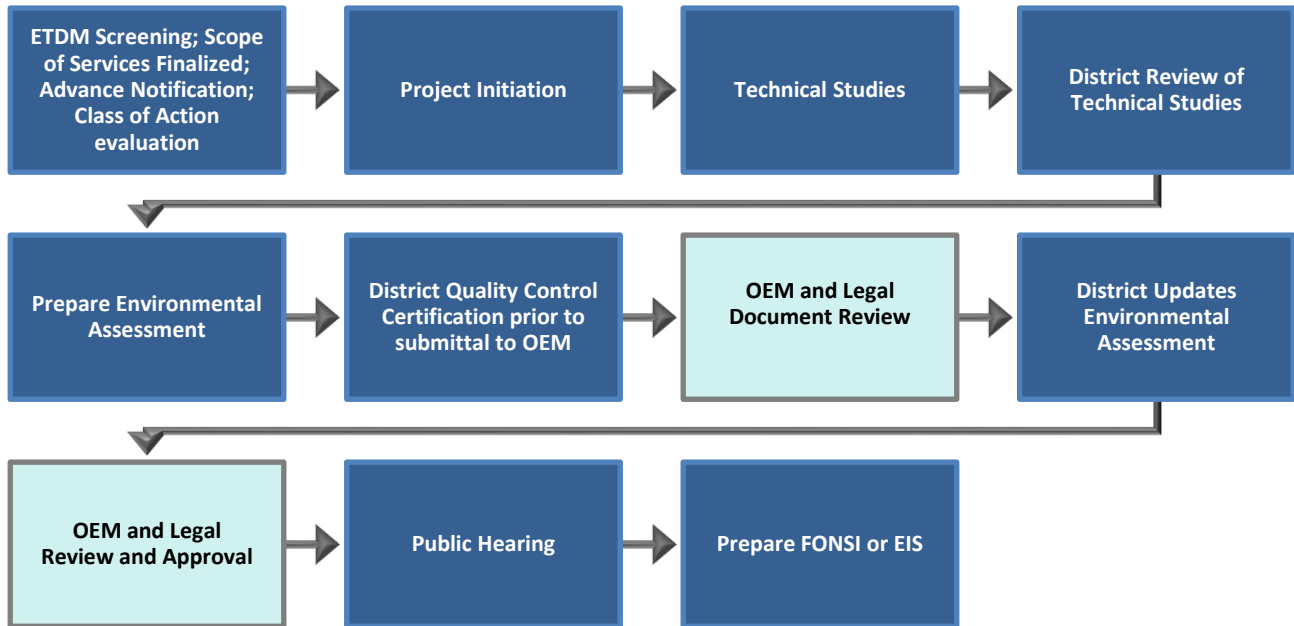 ETDM Screening; Scope
of Services Finalized;
Advance Notification;
Class of Action
evaluation
Project Initiation
Technical Studies
District Review of
Technical Studies
Prepare Environmental
Assessment
District Quality Control
Certification prior to
submittal to OEM
OEM and Legal
Document Review
District Updates
Environmental
Assessment
OEM and Legal
Review and Approval
Public Hearing
Prepare FONSI or EIS